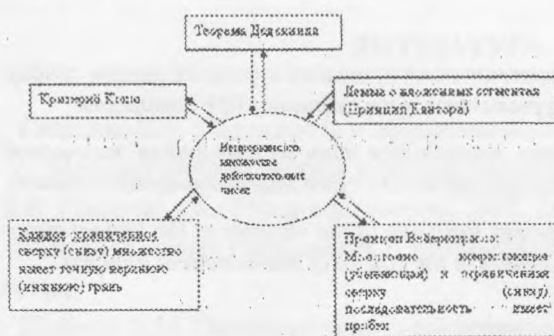 Теорема Дедекинда
Критерий Коши
Лемма о вложенных сегментах
(Принцип Кантора)
Непрерывность
множества
действительных
чисел
Каждое ограниченное
сверху (снизу) множество
имеет точную верхнюю
(нижнюю) грань
Принцип Вейерштрасса:
Монотонно возрастающая
(убывающая) и ограниченная
сверху (снизу)
последовательность имеет
предел